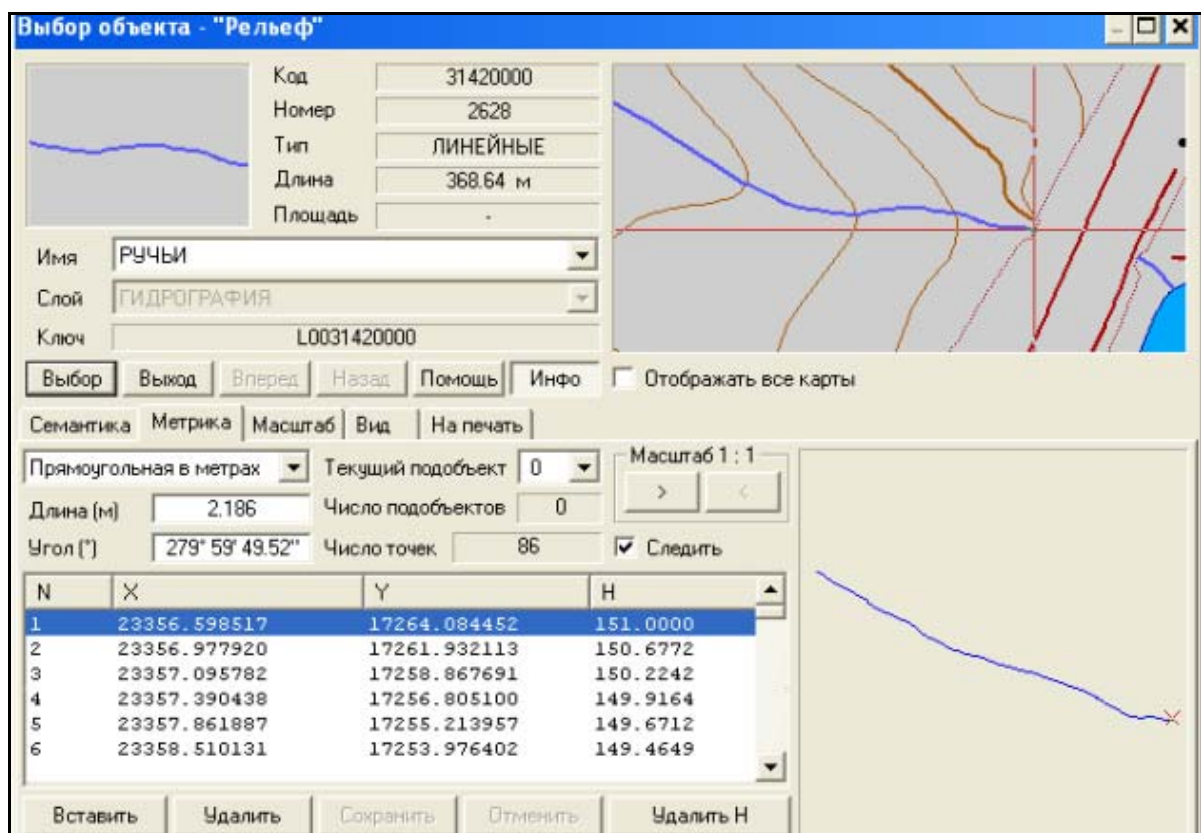 Выбор объекта - "Рельеф"
Код 31420000
Номер 2628
Тип ЛИНЕЙНЫЕ
Длина 368.64 м
Площадь -
Имя РУЧЬИ
Слой ГИДРОГРАФИЯ
Ключ L0031420000
Выбор Выход Вперед Назад Помощь Инфо Отображать все карты
Семантика Метрика Масштаб Вид На печать
Прямоугольная в метрах Текущий подобъект 0 Масштаб 1 : 1
Длина (м) 2.186 Число подобъектов 0 > <
Угол (°) 279° 59' 49.52" Число точек 86 Следить
N X Y H
1 23356.598517 17264.084452 151.0000
2 23356.977920 17261.932113 150.6772
3 23357.095782 17258.867691 150.2242
4 23357.390438 17256.805100 149.9164
5 23357.861887 17255.213957 149.6712
6 23358.510131 17253.976402 149.4649
Вставить Удалить Сохранить Отменить Удалить Н